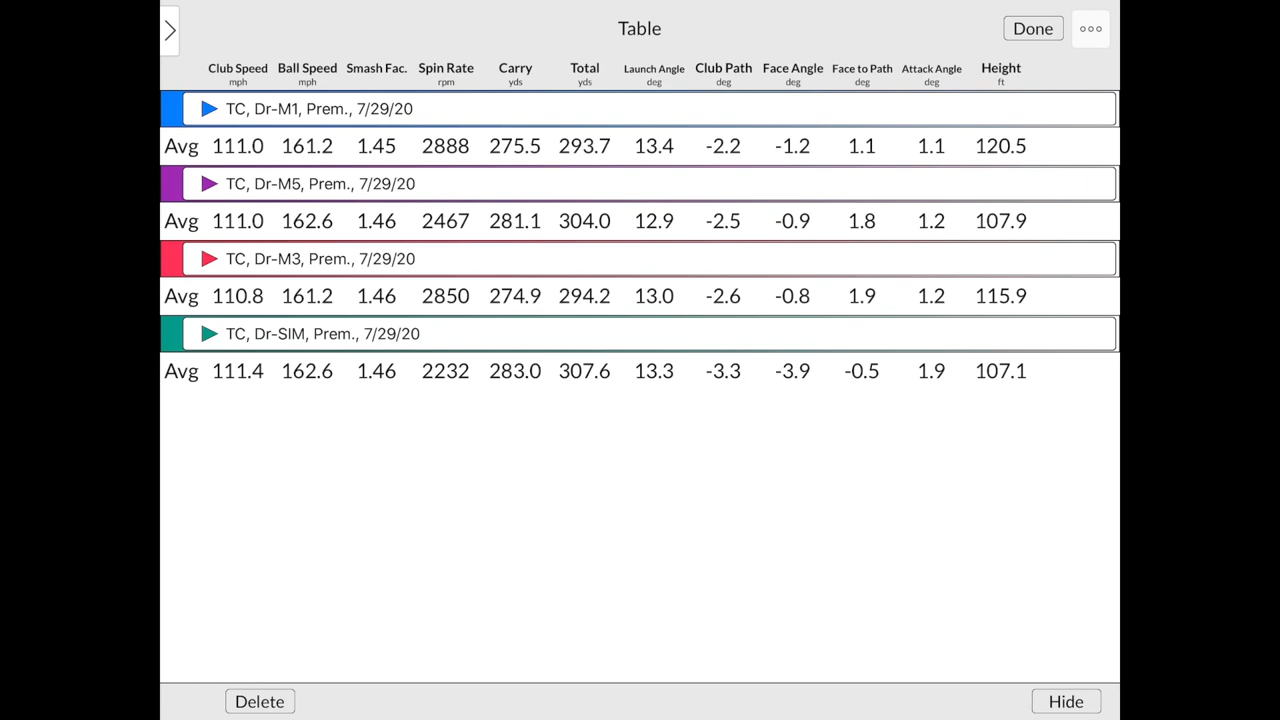 Table
Done
Club Speed Ball Speed Smash Fac. Spin Rate Carry Total Launch Angle Club Path Face Angle Face to Path Attack Angle Height
mph mph rpm yds yds deg deg deg deg deg ft
TC, Dr-M1, Prem., 7/29/20
Avg 111.0 161.2 1.45 2888 275.5 293.7 13.4 -2.2 -1.2 1.1 1.1 120.5
TC, Dr-M5, Prem., 7/29/20
Avg 111.0 162.6 1.46 2467 281.1 304.0 12.9 -2.5 -0.9 1.8 1.2 107.9
TC, Dr-M3, Prem., 7/29/20
Avg 110.8 161.2 1.46 2850 274.9 294.2 13.0 -2.6 -0.8 1.9 1.2 115.9
TC, Dr-SIM, Prem., 7/29/20
Avg 111.4 162.6 1.46 2232 283.0 307.6 13.3 -3.3 -3.9 -0.5 1.9 107.1
Delete Hide